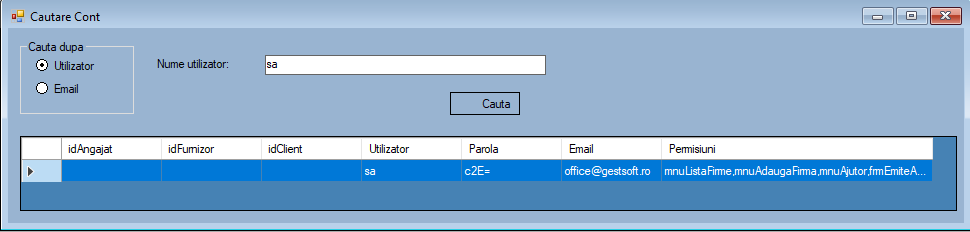 Cautare Cont
Cauta dupa
Utilizator
Email
Nume utilizator:
sa
Cauta
idAngajat idFurnizor idClient Utilizator Parola Email Permisiuni
sa c2E= office@gestsoft.ro mnuListaFirme,mnuAdaugaFirma,mnuAjutor,frmEmiteA...